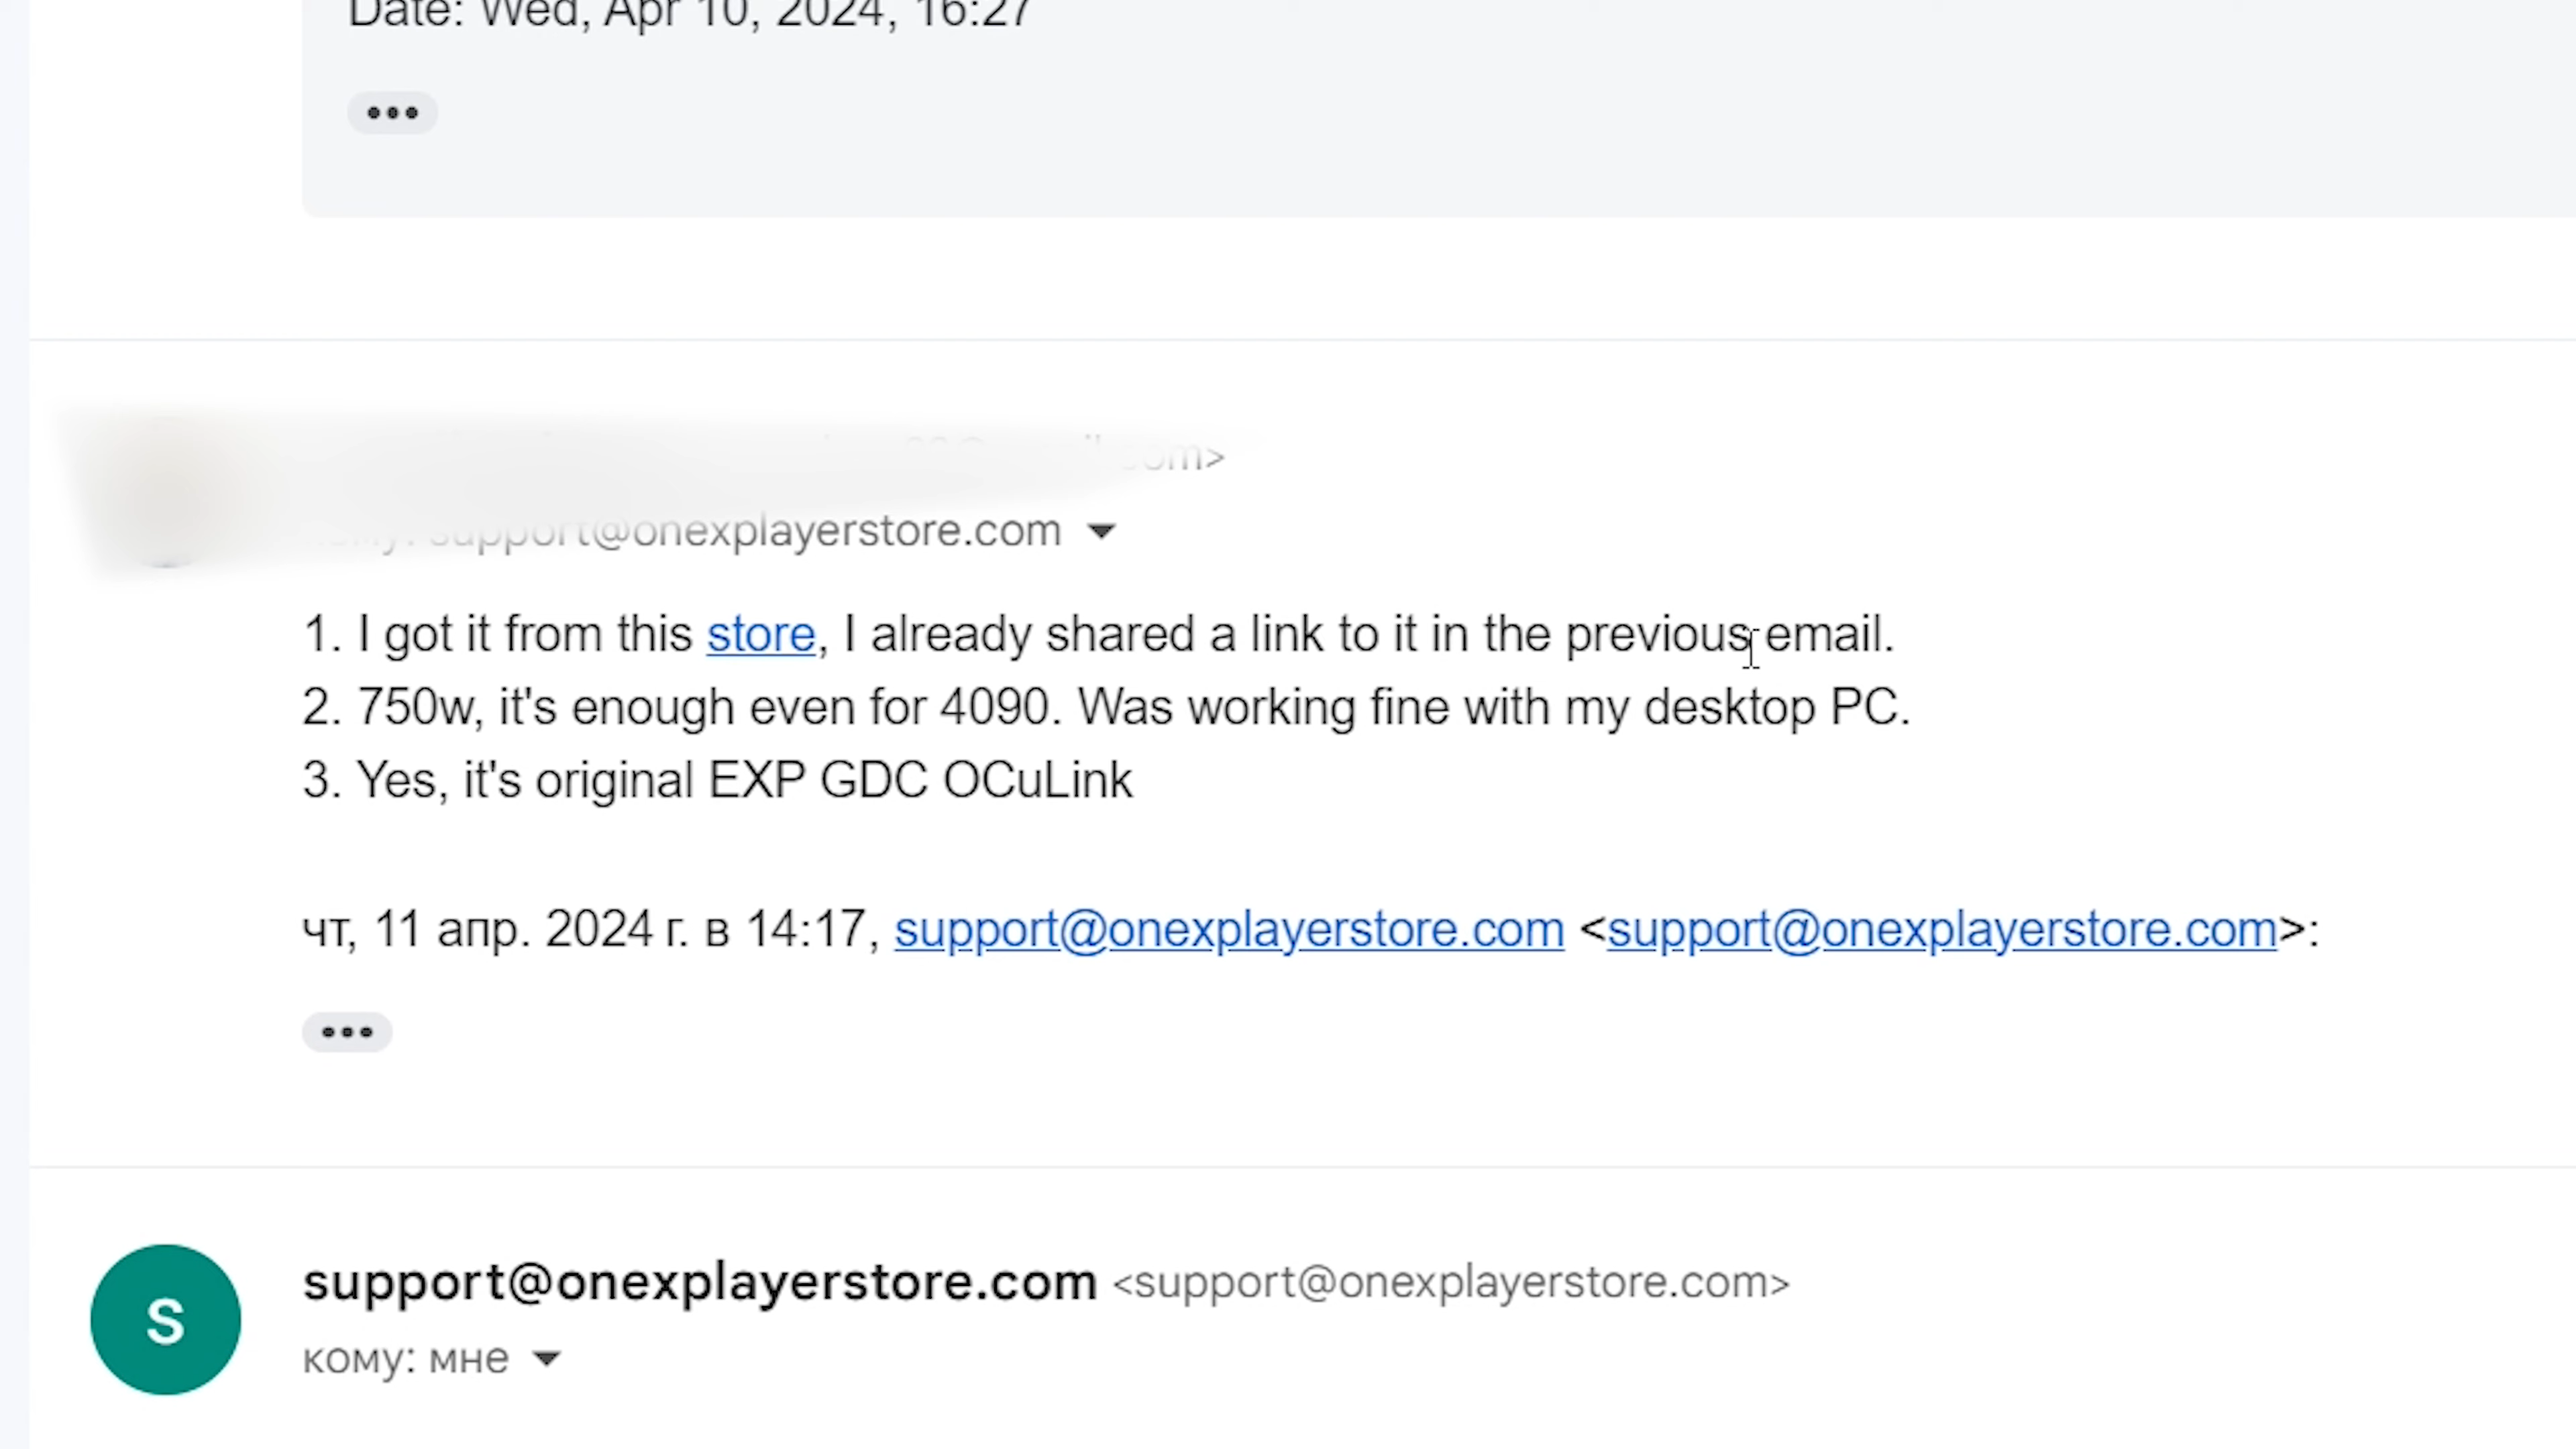 Date: Wed, Apr 10, 2024, 16:27
support@onexplayerstore.com
1. I got it from this store, I already shared a link to it in the previous email.
2. 750w, it's enough even for 4090. Was working fine with my desktop PC.
3. Yes, it's original EXP GDC OCuLink
чт, 11 апр. 2024 г. в 14:17, support@onexplayerstore.com <support@onexplayerstore.com>:
S
support@onexplayerstore.com <support@onexplayerstore.com>
кому: мне